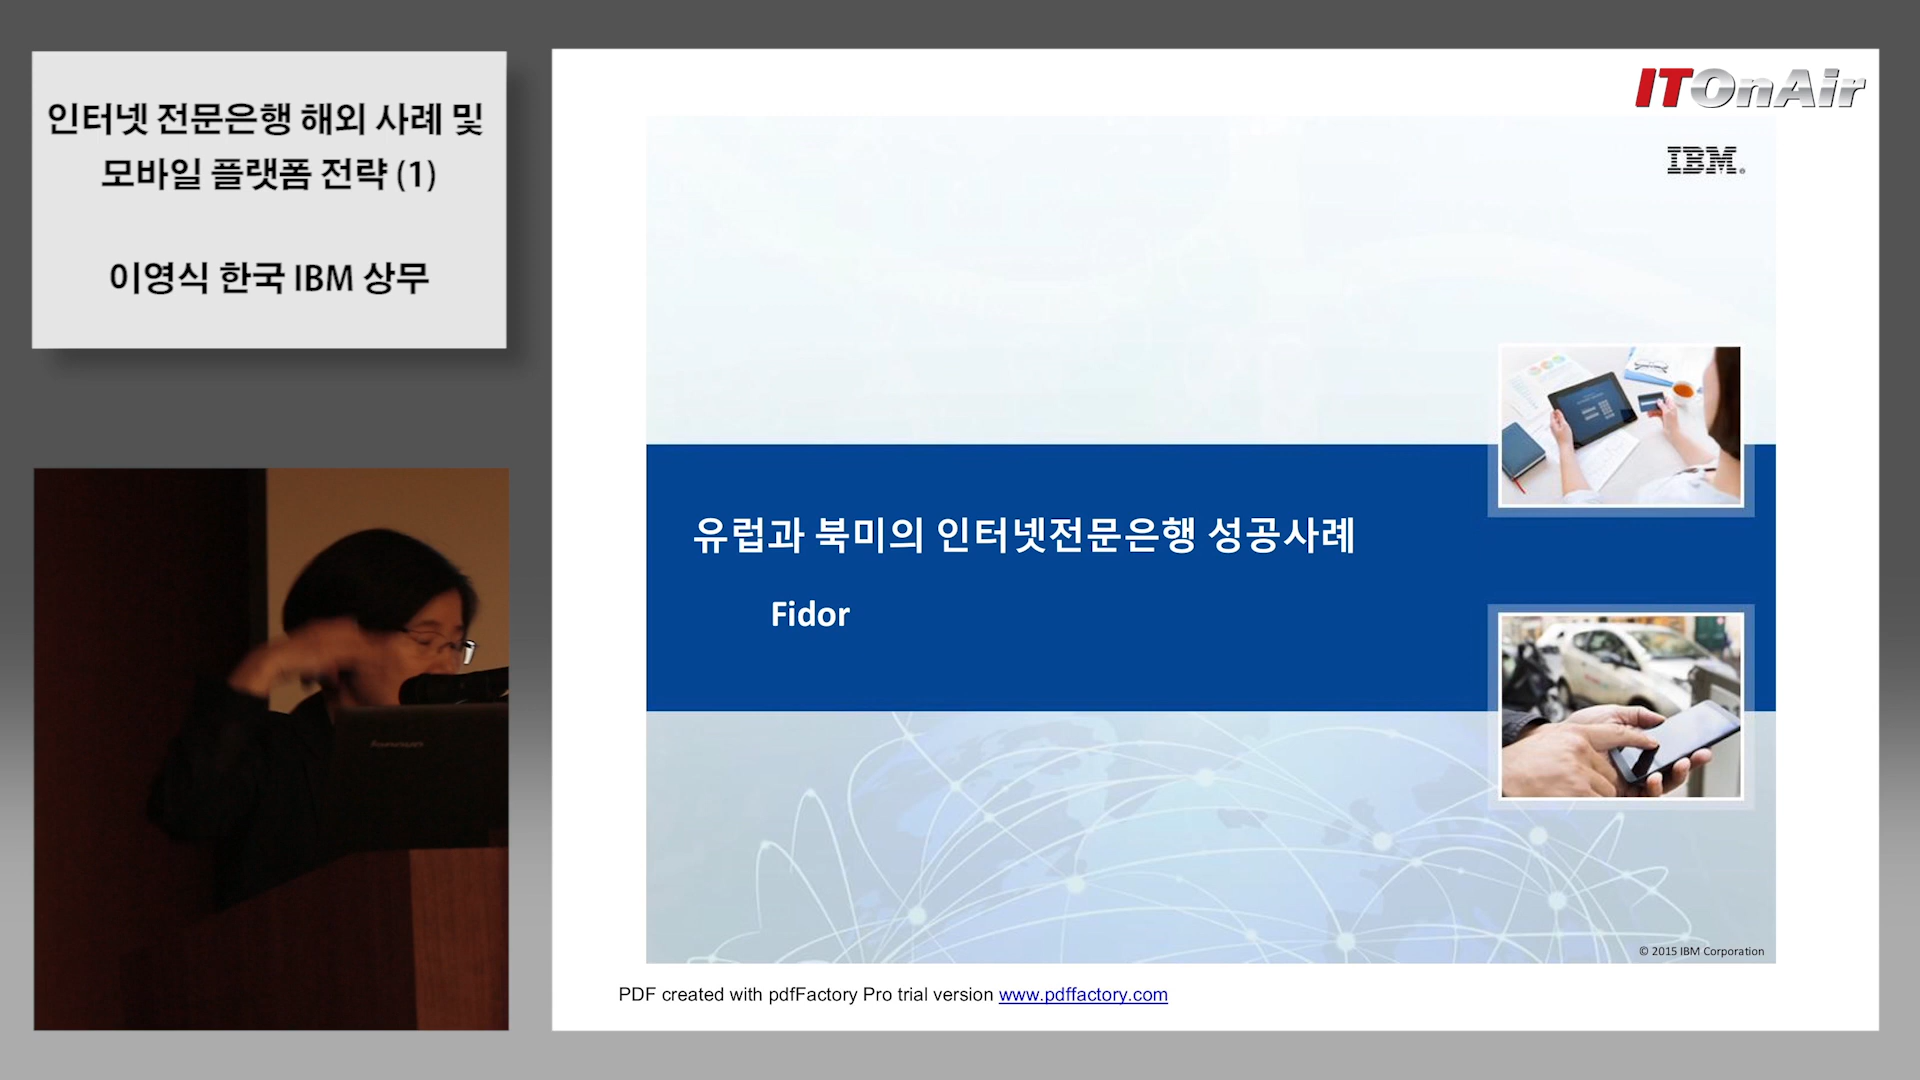 인터넷 전문은행 해외 사례 및
모바일 플랫폼 전략 (1)
이영식 한국 IBM 상무
ITOnAir
IBM®
유럽과 북미의 인터넷전문은행 성공사례
Fidor
© 2015 IBM Corporation
PDF created with pdfFactory Pro trial version www.pdffactory.com